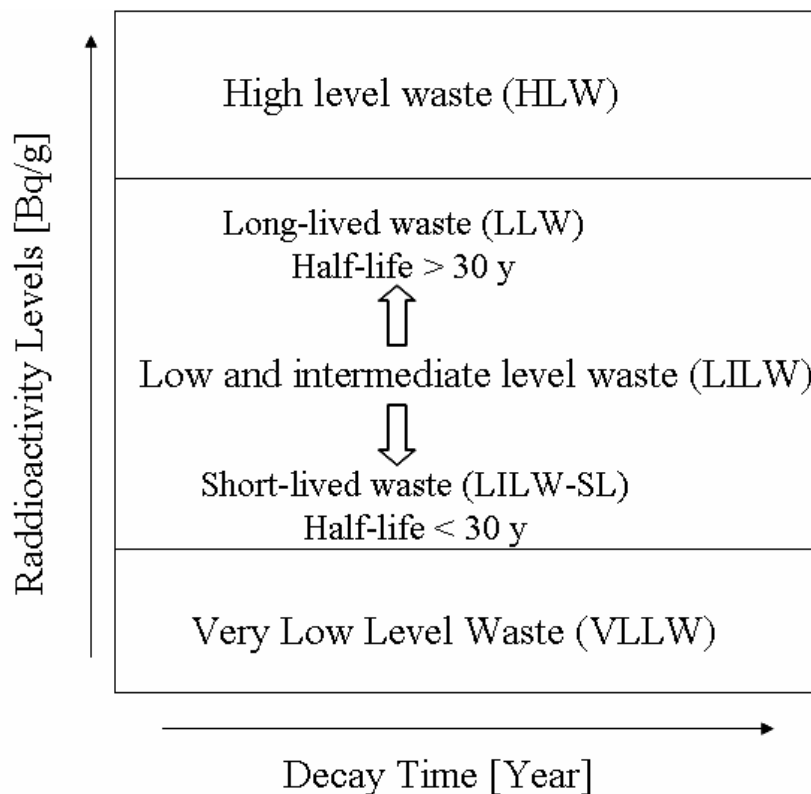 Raddioactivity Levels [Bq/g]
High level waste (HLW)
Long-lived waste (LLW)
Half-life > 30 y
Low and intermediate level waste (LILW)
Short-lived waste (LILW-SL)
Half-life < 30 y
Very Low Level Waste (VLLW)
Decay Time [Year]